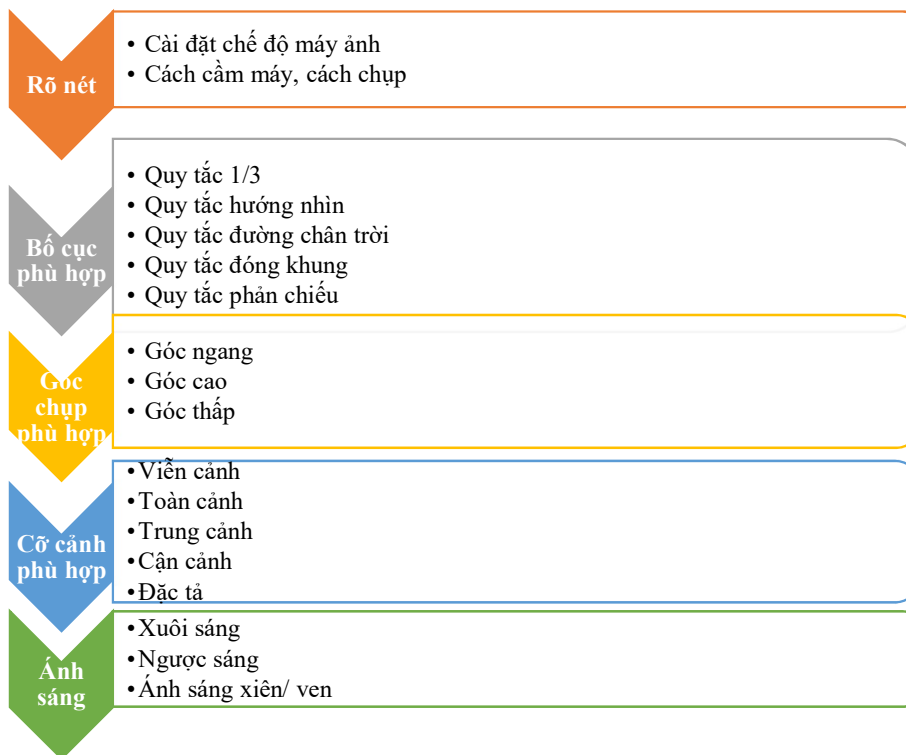 Rõ nét
• Cài đặt chế độ máy ảnh
• Cách cầm máy, cách chụp
Bố cục
phù hợp
• Quy tắc 1/3
• Quy tắc hướng nhìn
• Quy tắc đường chân trời
• Quy tắc đóng khung
• Quy tắc phản chiếu
Góc
chụp
phù hợp
• Góc ngang
• Góc cao
• Góc thấp
Cỡ cảnh
phù hợp
•Viễn cảnh
•Toàn cảnh
•Trung cảnh
•Cận cảnh
•Đặc tả
Ánh
sáng
•Xuôi sáng
•Ngược sáng
•Ánh sáng xiên/ ven